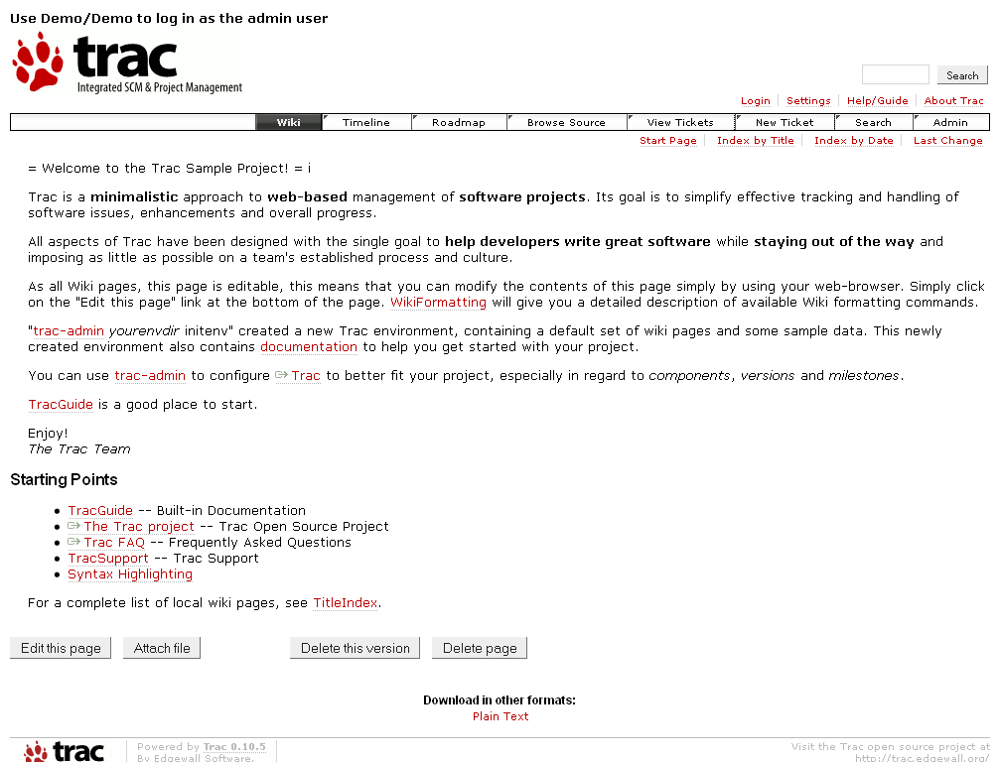 Use Demo/Demo to log in as the admin user
trac
Integrated SCM & Project Management
Search
Login Settings Help/Guide About Trac
Wiki Timeline Roadmap Browse Source View Tickets New Ticket Search Admin
Start Page Index by Title Index by Date Last Change
= Welcome to the Trac Sample Project! = i
Trac is a minimalistic approach to web-based management of software projects. Its goal is to simplify effective tracking and handling of
software issues, enhancements and overall progress.
All aspects of Trac have been designed with the single goal to help developers write great software while staying out of the way and
imposing as little as possible on a team's established process and culture.
As all Wiki pages, this page is editable, this means that you can modify the contents of this page simply by using your web-browser. Simply click
on the "Edit this page" link at the bottom of the page. WikiFormatting will give you a detailed description of available Wiki formatting commands.
"trac-admin yourenvdir initenv" created a new Trac environment, containing a default set of wiki pages and some sample data. This newly
created environment also contains documentation to help you get started with your project.
You can use trac-admin to configure Trac to better fit your project, especially in regard to components, versions and milestones.
TracGuide is a good place to start.
Enjoy!
The Trac Team
Starting Points
• TracGuide -- Built-in Documentation
• The Trac project -- Trac Open Source Project
• Trac FAQ -- Frequently Asked Questions
• TracSupport -- Trac Support
• Syntax Highlighting
For a complete list of local wiki pages, see TitleIndex.
Edit this page Attach file Delete this version Delete page
Download in other formats:
Plain Text
trac
Powered by Trac 0.10.5
By Edgewall Software.
Visit the Trac open source project at
http://trac.edgewall.org/